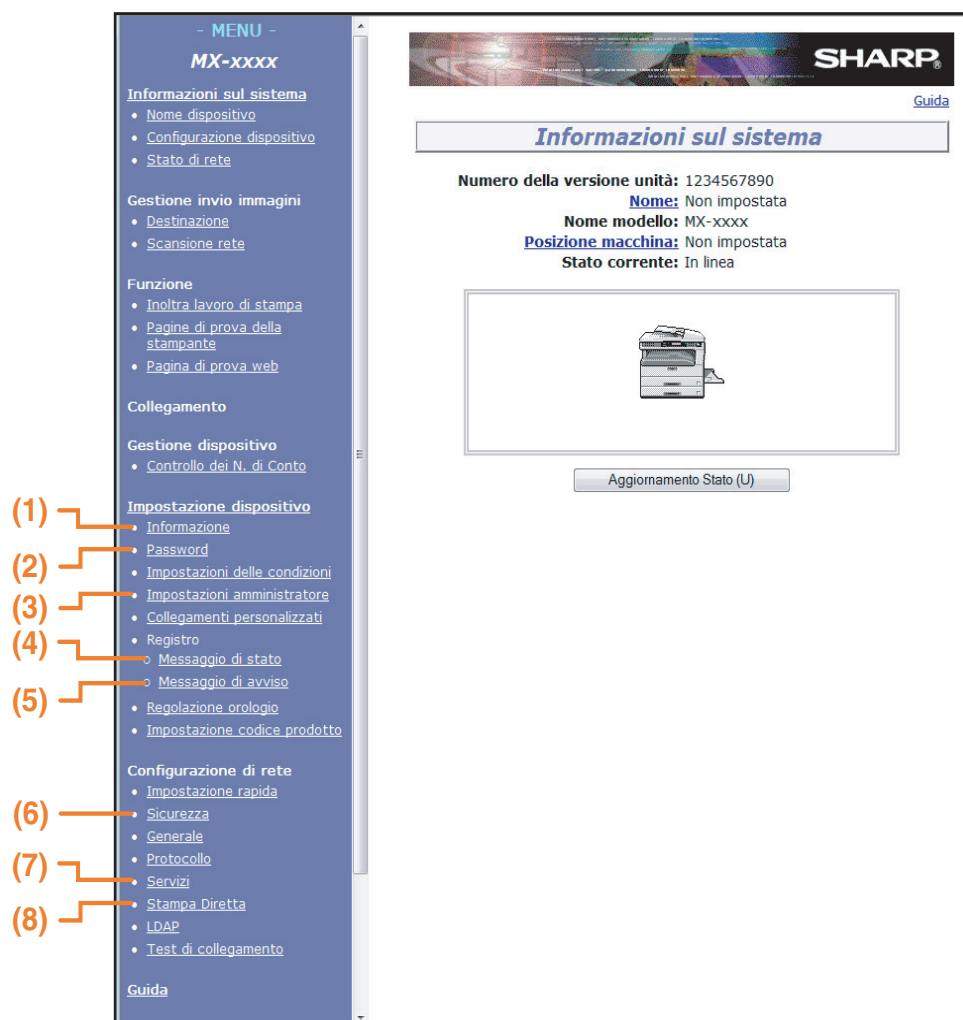 - MENU -
MX-xxxx
Informazioni sul sistema
• Nome dispositivo
• Configurazione dispositivo
• Stato di rete
Gestione invio immagini
• Destinazione
• Scansione rete
Funzione
• Inoltra lavoro di stampa
• Pagine di prova della
stampante
• Pagina di prova web
Collegamento
Gestione dispositivo
• Controllo dei N. di Conto
Impostazione dispositivo
(1)
• Informazione
(2)
• Password
• Impostazioni delle condizioni
(3)
• Impostazioni amministratore
• Collegamenti personalizzati
• Registro
(4)
○ Messaggio di stato
(5)
○ Messaggio di avviso
• Regolazione orologio
• Impostazione codice prodotto
Configurazione di rete
• Impostazione rapida
(6)
• Sicurezza
• Generale
• Protocollo
(7)
• Servizi
(8)
• Stampa Diretta
• LDAP
• Test di collegamento
Guida
SHARP®
Guida
Informazioni sul sistema
Numero della versione unità: 1234567890
Nome: Non impostata
Nome modello: MX-xxxx
Posizione macchina: Non impostata
Stato corrente: In linea
Aggiornamento Stato (U)